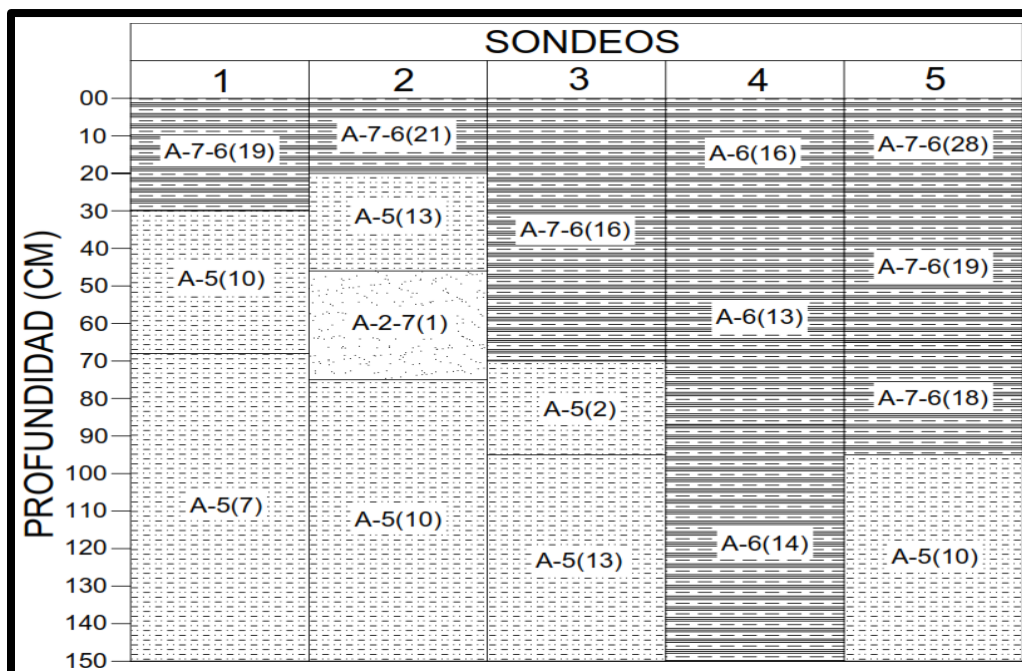 SONDEOS
1 2 3 4 5
PROFUNDIDAD (CM)
00
10
20
30
40
50
60
70
80
90
100
110
120
130
140
150
A-7-6(19)
A-5(10)
A-5(7)
A-7-6(21)
A-5(13)
A-2-7(1)
A-5(10)
A-7-6(16)
A-5(2)
A-5(13)
A-6(16)
A-6(13)
A-6(14)
A-7-6(28)
A-7-6(19)
A-7-6(18)
A-5(10)